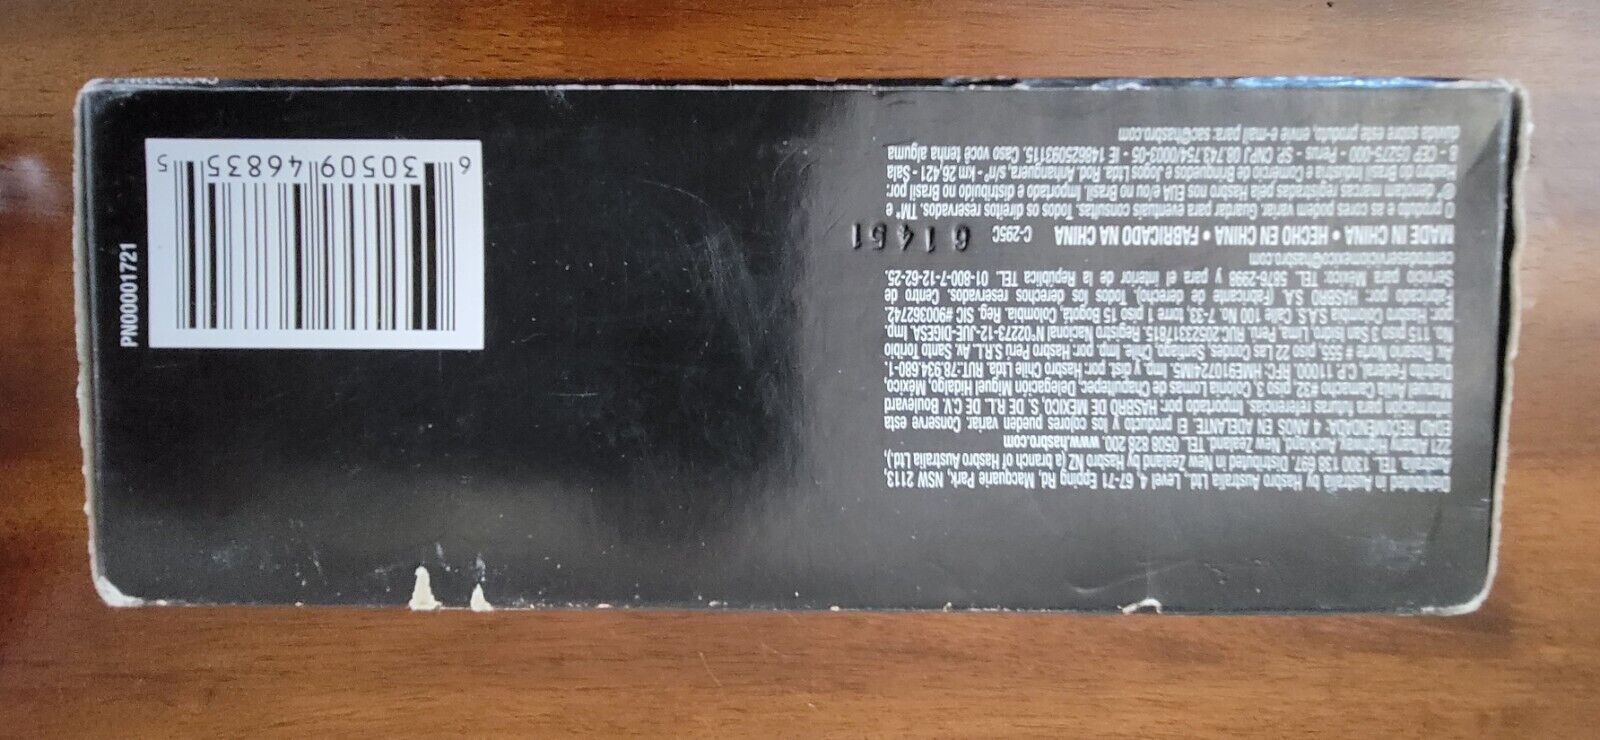 Distributed in Australia by Hasbro Australia Ltd., Level 4, 67-71 Epping Rd, Macquarie Park, NSW 2113,
Australia. TEL. 1300 138 697. Distributed in New Zealand by Hasbro NZ (a branch of Hasbro Australia Ltd.),
221 Albany Highway, Auckland, New Zealand. TEL. 0508 828 200. www.hasbro.com
EDAD RECOMENDADA: 4 AÑOS EN ADELANTE. El producto y los colores pueden variar. Conserve esta
información para futuras referencias. Importado por: HASBRO DE MEXICO, S. DE R.L. DE C.V. Boulevard
Manuel Avila Camacho #32, piso 3, Colonia Lomas de Chapultepec. Delegación Miguel Hidalgo, México,
Distrito Federal, C.P. 11000. RFC: HME910724IM5. Imp. y dist. por: Hasbro Chile Ltda. RUT:78.934.680-1.
Av. Rosario Norte # 555, piso 22 Las Condes, Santiago, Chile. Imp. por: Hasbro Perú S.R.L. Av. Santo Toribio
No. 115 piso 3 San Isidro, Lima, Perú. RUC:20523317815. Registro Nacional N°02273-12-JUE-DIGESA. Imp.
por: Hasbro Colombia S.A.S. Calle 100 No. 7-33, torre 1 piso 15 Bogotá, Colombia. Reg. SIC #9000362742.
Fabricado por: HASBRO S.A. (Fabricante de derecho). Todos los derechos reservados. Centro de
Servicio para México: TEL. 5876-2998 y para el interior de la República TEL. 01-800-7-12-62-25.
centrodeserviciomexico@hasbro.com
MADE IN CHINA • HECHO EN CHINA • FABRICADO NA CHINA C-295C 61451
O produto e as cores podem variar. Guardar para eventuais consultas. Todos os direitos reservados. TM* e
®* denotam marcas registradas pela Hasbro nos EUA e/ou no Brasil. Importado e distribuído no Brasil por:
Hasbro do Brasil Indústria e Comercio de Brinquedos e Jogos Ltda. Rod. Anhanguera, s/nº - km 26,421 - Sala
8 - CEP 05275-000 - Perus - SP. CNPJ 08.743.754/0003-05 - IE 148625093115. Caso você tenha alguma
dúvida sobre este produto, envie e-mail para: sac@hasbro.com
6 30509 46835 5
PN00001721